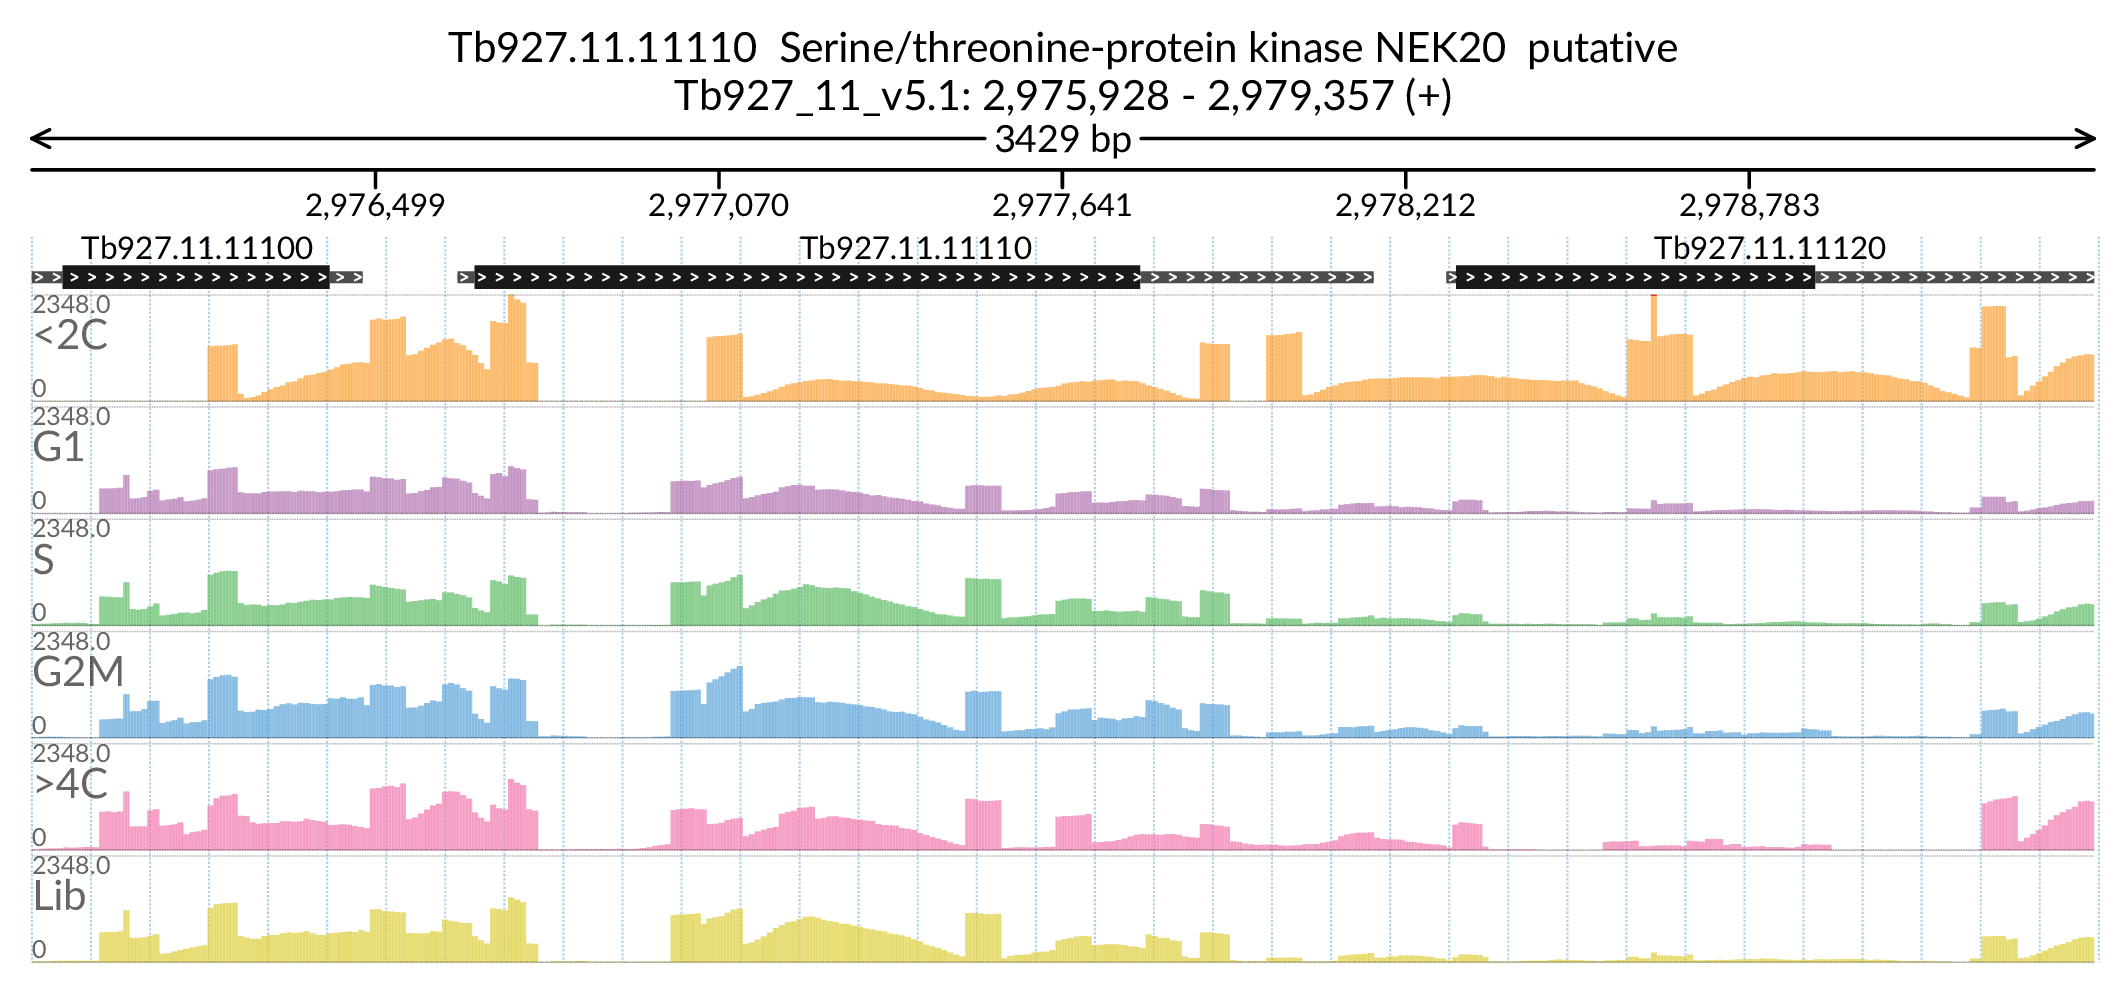 Tb927.11.11110  Serine/threonine-protein kinase NEK20  putative
Tb927_11_v5.1: 2,975,928 - 2,979,357 (+)
3429 bp
2,976,499 2,977,070 2,977,641 2,978,212 2,978,783
Tb927.11.11100 Tb927.11.11110 Tb927.11.11120
2348.0
<2C
0
2348.0
G1
0
2348.0
S
0
2348.0
G2M
0
2348.0
>4C
0
2348.0
Lib
0